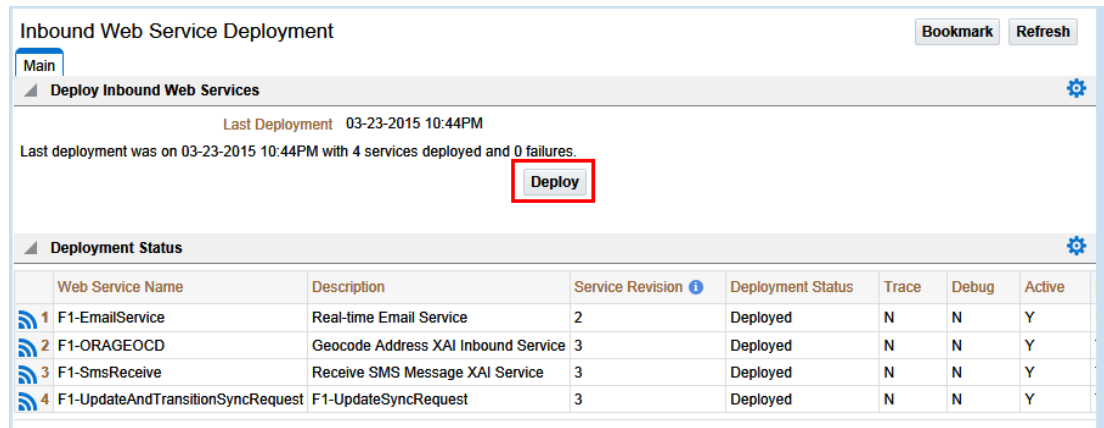 Inbound Web Service Deployment
Bookmark Refresh
Main
Deploy Inbound Web Services
Last Deployment 03-23-2015 10:44PM
Last deployment was on 03-23-2015 10:44PM with 4 services deployed and 0 failures.
Deploy
Deployment Status
Web Service Name Description Service Revision Deployment Status Trace Debug Active
1 F1-EmailService Real-time Email Service 2 Deployed N N Y
2 F1-ORAGEOCD Geocode Address XAI Inbound Service 3 Deployed N N Y
3 F1-SmsReceive Receive SMS Message XAI Service 3 Deployed N N Y
4 F1-UpdateAndTransitionSyncRequest F1-UpdateSyncRequest 3 Deployed N N Y